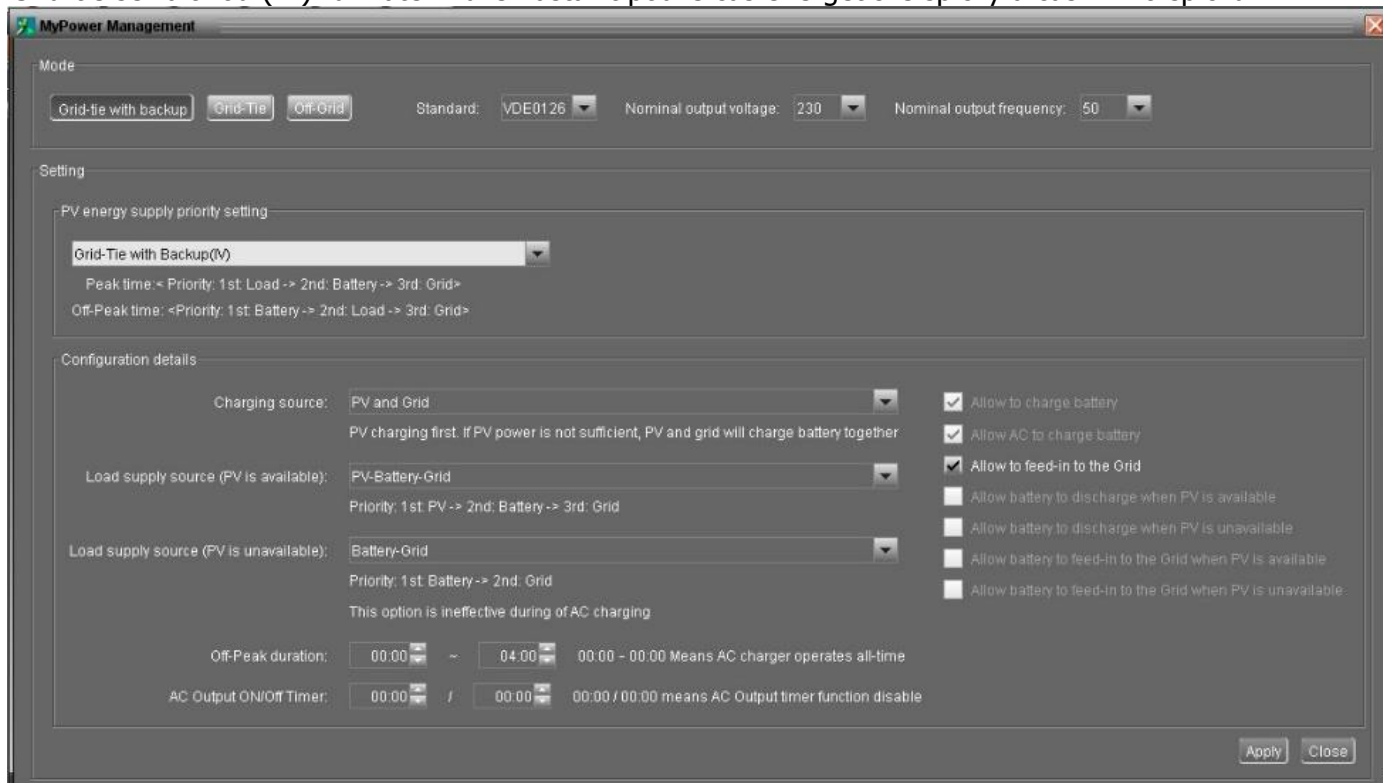 MyPower Management
Mode
Grid-tie with backup Grid-Tie Off-Grid Standard: VDE0126 Nominal output voltage: 230 Nominal output frequency: 50
Setting
PV energy supply priority setting
Grid-Tie with Backup(IV)
Peak time:< Priority: 1st: Load -> 2nd: Battery -> 3rd: Grid>
Off-Peak time: <Priority: 1st: Battery -> 2nd: Load -> 3rd: Grid>
Configuration details
Charging source: PV and Grid
Allow to charge battery
PV charging first. If PV power is not sufficient, PV and grid will charge battery together
Allow AC to charge battery
Load supply source (PV is available): PV-Battery-Grid
Allow to feed-in to the Grid
Priority: 1st: PV -> 2nd: Battery -> 3rd: Grid
Allow battery to discharge when PV is available
Allow battery to discharge when PV is unavailable
Load supply source (PV is unavailable): Battery-Grid
Allow battery to feed-in to the Grid when PV is available
Priority: 1st: Battery -> 2nd: Grid
Allow battery to feed-in to the Grid when PV is unavailable
This option is ineffective during of AC charging
Off-Peak duration: 00:00 ~ 04:00 00:00 - 00:00 Means AC charger operates all-time
AC Output ON/Off Timer: 00:00 / 00:00 00:00 / 00:00 means AC Output timer function disable
Apply Close